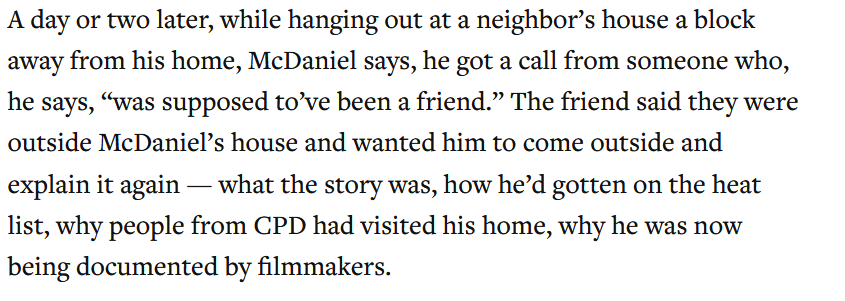 A day or two later, while hanging out at a neighbor’s house a block
away from his home, McDaniel says, he got a call from someone who,
he says, “was supposed to’ve been a friend.” The friend said they were
outside McDaniel’s house and wanted him to come outside and
explain it again — what the story was, how he’d gotten on the heat
list, why people from CPD had visited his home, why he was now
being documented by filmmakers.